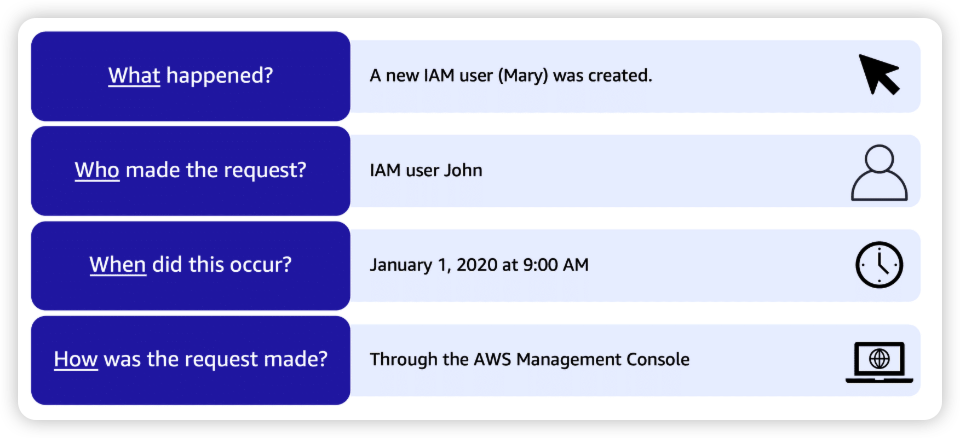 What happened?
A new IAM user (Mary) was created.
Who made the request?
IAM user John
When did this occur?
January 1, 2020 at 9:00 AM
How was the request made?
Through the AWS Management Console